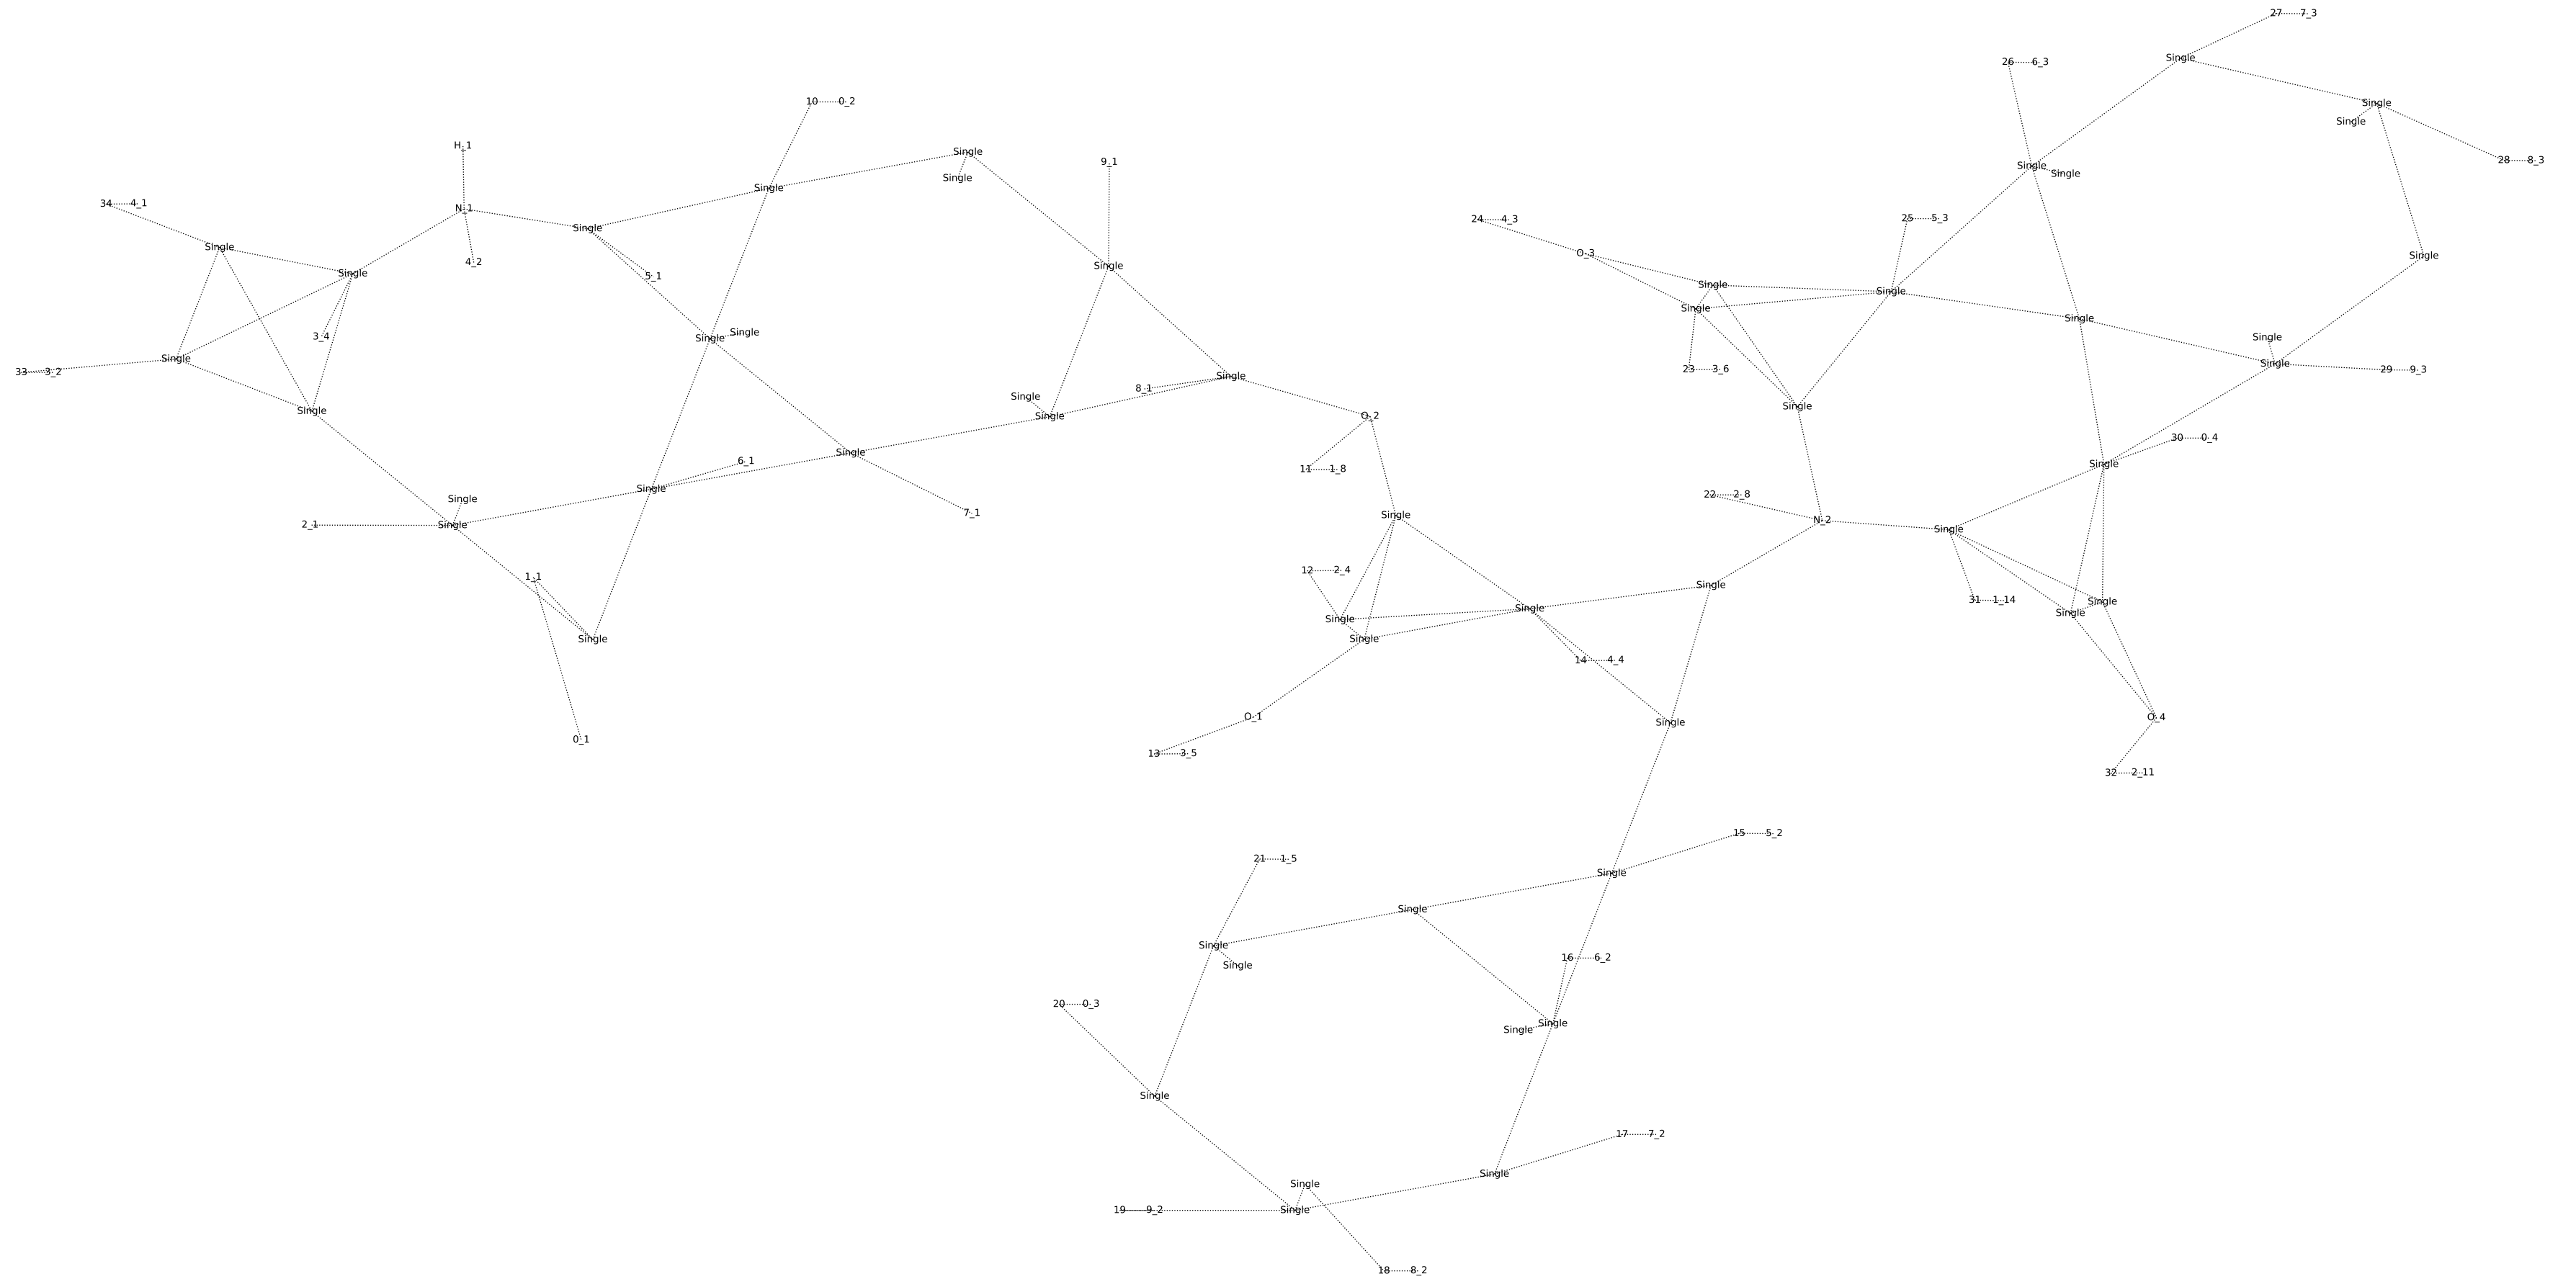 27 7_3
Single
26 6_3
10 0_2
Single
Single
H_1
Single
9_1
28 8_3
Single
Single
Single
Single
34 4_1
N_1
24 4_3
25 5_3
Single
Single
O_3
Single
4_2
Single
Single
5_1
Single
Single
Single
Single
Single
Single
3_4
Single
Single
Single
33 3_2
23 3_6
29 9_3
Single
8_1
Single
Single
Single
O_2
30 0_4
Single
6_1
Single
11 1_8
Single
Single
22 2_8
7_1
Single
N_2
2_1
Single
Single
12 2_4
1_1
Single
31 1_14
Single
Single
Single
Single
Single
Single
14 4_4
O_1
O_4
Single
0_1
13 3_5
32 2_11
15 5_2
21 1_5
Single
Single
Single
16 6_2
Single
20 0_3
Single
Single
Single
17 7_2
Single
Single
19 9_2
Single
18 8_2